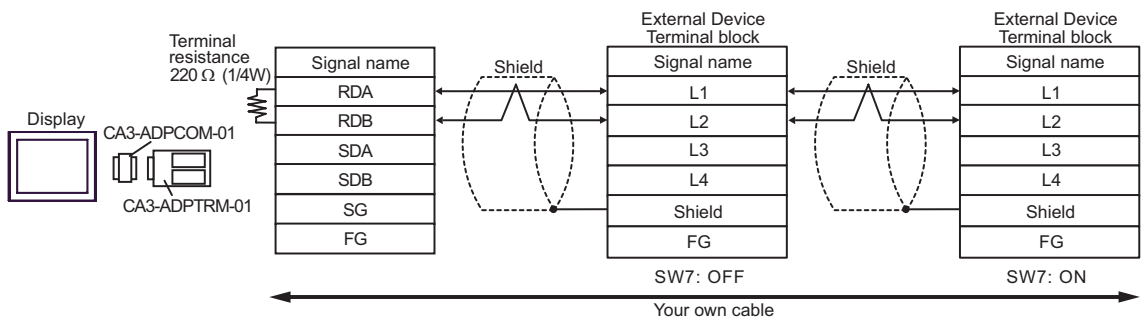 Display
CA3-ADPCOM-01
CA3-ADPTRM-01
Terminal
resistance
220 Ω (1/4W)
Signal name
RDA
RDB
SDA
SDB
SG
FG
Shield
External Device
Terminal block
Signal name
L1
L2
L3
L4
Shield
FG
SW7: OFF
Shield
External Device
Terminal block
Signal name
L1
L2
L3
L4
Shield
FG
SW7: ON
Your own cable